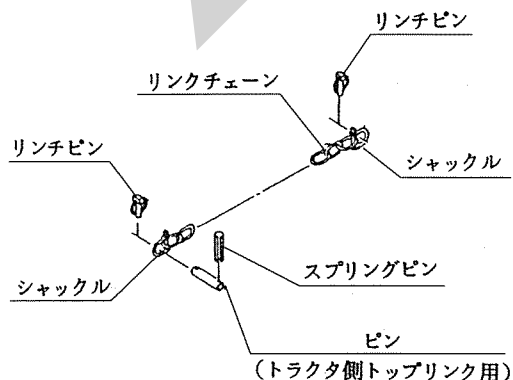 リンチピン
リンクチェーン
リンチピン
シャックル
スプリングピン
シャックル
ピン
(トラクタ側トップリンク用)